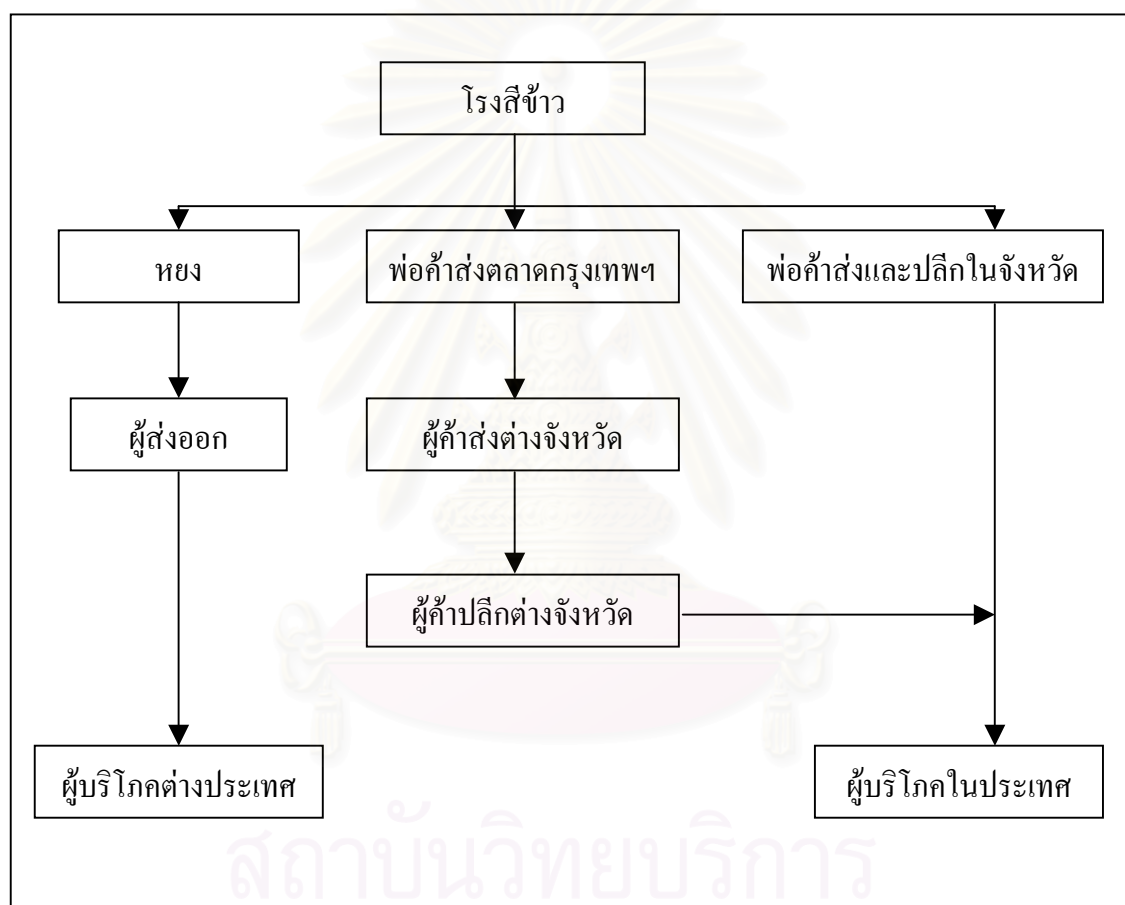 โรงสีข้าว
หยง
พ่อค้าส่งตลาดกรุงเทพฯ
พ่อค้าส่งและปลีกในจังหวัด
ผู้ส่งออก
ผู้ค้าส่งต่างจังหวัด
ผู้ค้าปลีกต่างจังหวัด
ผู้บริโภคต่างประเทศ
ผู้บริโภคในประเทศ
สถาบันวิทยบริการ